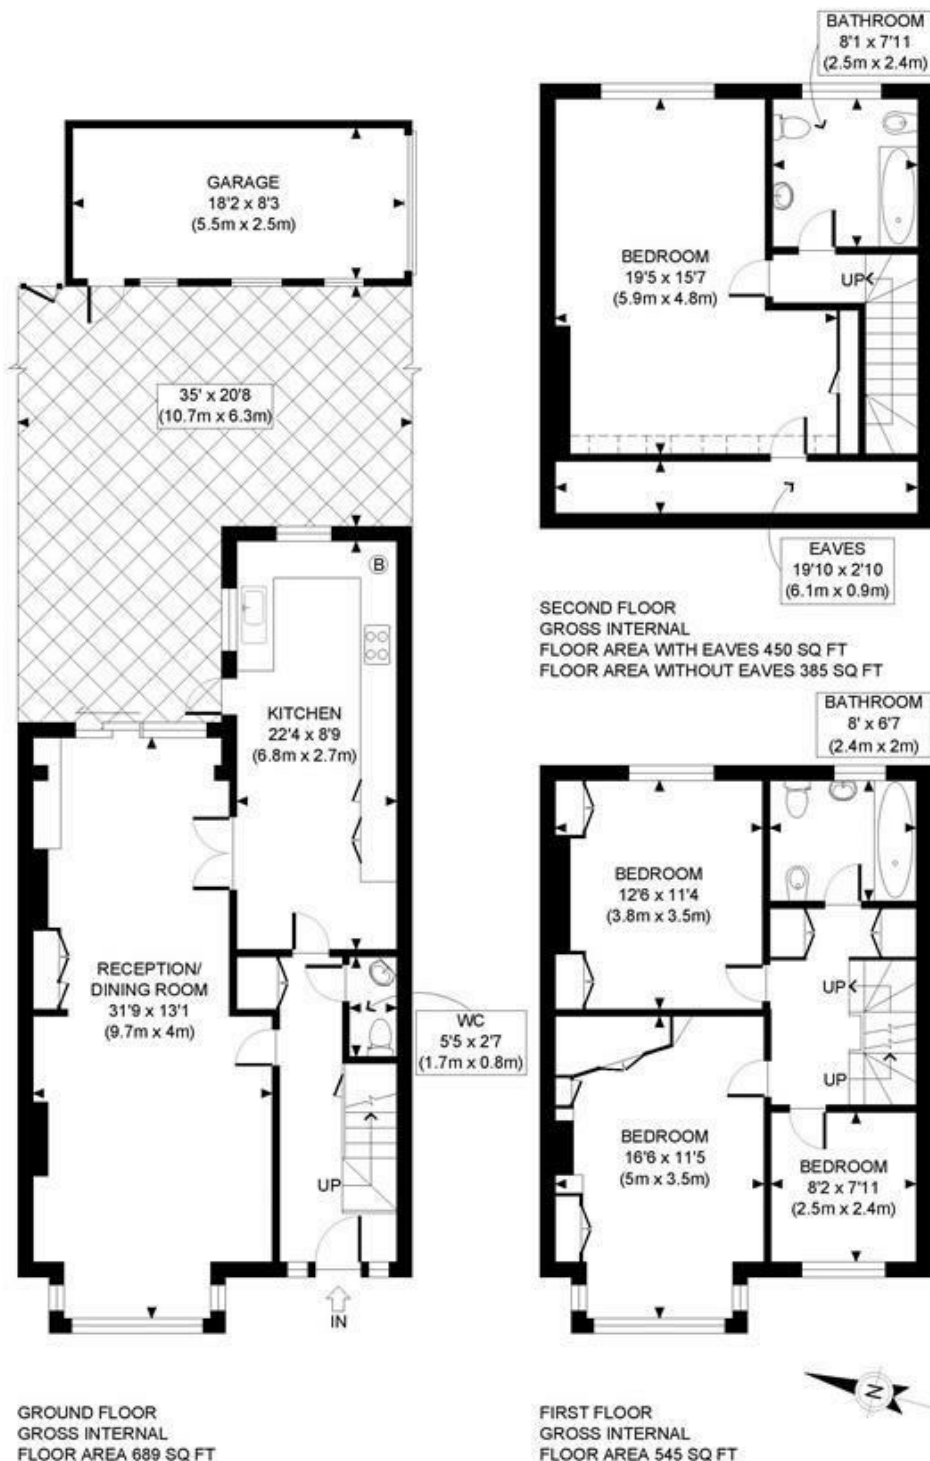 GARAGE
18'2 x 8'3
(5.5m x 2.5m)
35' x 20'8
(10.7m x 6.3m)
B
KITCHEN
22'4 x 8'9
(6.8m x 2.7m)
RECEPTION/
DINING ROOM
31'9 x 13'1
(9.7m x 4m)
WC
5'5 x 2'7
(1.7m x 0.8m)
UP
IN
GROUND FLOOR
GROSS INTERNAL
FLOOR AREA 689 SQ FT
BATHROOM
8'1 x 7'11
(2.5m x 2.4m)
BEDROOM
19'5 x 15'7
(5.9m x 4.8m)
UP
EAVES
19'10 x 2'10
(6.1m x 0.9m)
SECOND FLOOR
GROSS INTERNAL
FLOOR AREA WITH EAVES 450 SQ FT
FLOOR AREA WITHOUT EAVES 385 SQ FT
BATHROOM
8' x 6'7
(2.4m x 2m)
BEDROOM
12'6 x 11'4
(3.8m x 3.5m)
UP
UP
BEDROOM
16'6 x 11'5
(5m x 3.5m)
BEDROOM
8'2 x 7'11
(2.5m x 2.4m)
N
FIRST FLOOR
GROSS INTERNAL
FLOOR AREA 545 SQ FT